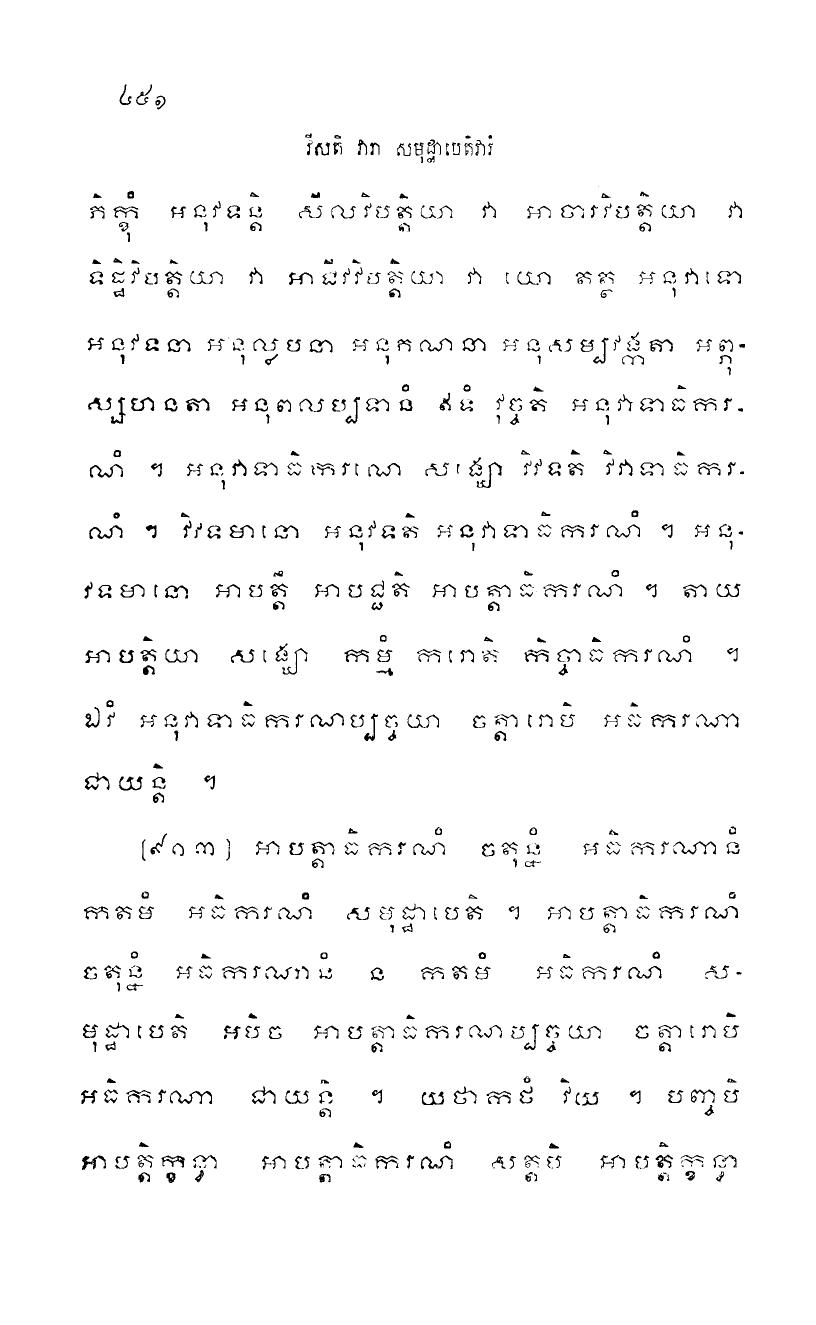 ៤៥១
វីសតិ វារា សមុដ្ឋាបេតិវារំ
ភិក្ខុំ អនុវទន្តិ សីលវិបត្តិយា វា អាចារវិបត្តិយា វា
ទិដ្ឋិវិបត្តិយា វា អាជីវវិបត្តិយា វា យោ តត្ថ អនុវាទោ
អនុវទនា អនុល្លបនា អនុភណនា អនុសម្បវង្កតា អព្ភុ-
ស្សហនតា អនុពលប្បទានំ ឥទំ វុច្ចតិ អនុវាទាធិករ-
ណំ ។ អនុវាទាធិករណេ សង្ឃោ វិវទតិ វិវាទាធិករ-
ណំ ។ វិវទមានោ អនុវទតិ អនុវាទាធិករណំ ។ អនុ-
វទមានោ អាបត្តឹ អាបជ្ជតិ អាបត្តាធិករណំ ។ តាយ
អាបត្តិយា សង្ឃោ កម្មំ ករោតិ កិច្ចាធិករណំ ។
ឯវំ អនុវាទាធិករណប្បច្ចយា ចត្តារោបិ អធិករណា
ជាយន្តិ ។
[៩១៣] អាបត្តាធិករណំ ចតុន្នំ អធិករណានំ
កតមំ អធិករណំ សមុដ្ឋាបេតិ ។ អាបត្តាធិករណំ
ចតុន្នំ អធិករណានំ ន កតមំ អធិករណំ ស-
មុដ្ឋាបេតិ អបិច អាបត្តាធិករណប្បច្ចយា ចត្តារោបិ
អធិករណា ជាយន្តិ ។ យថាកថំ វិយ ។ បញ្ចបិ
អាបត្តិក្ខន្ធា អាបត្តាធិករណំ សត្តបិ អាបត្តិក្ខន្ធា